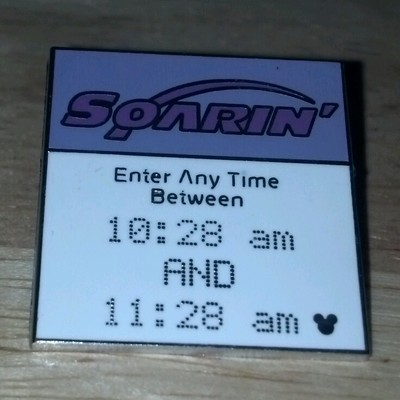 SOARIN'
Enter Any Time
Between
10:28 am
AND
11:28 am